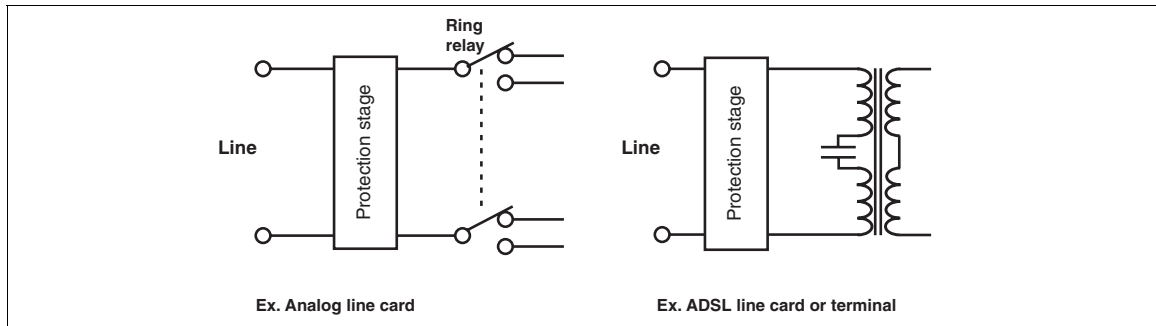 Ring
relay
Line
Protection stage
Ex. Analog line card
Line
Protection stage
Ex. ADSL line card or terminal